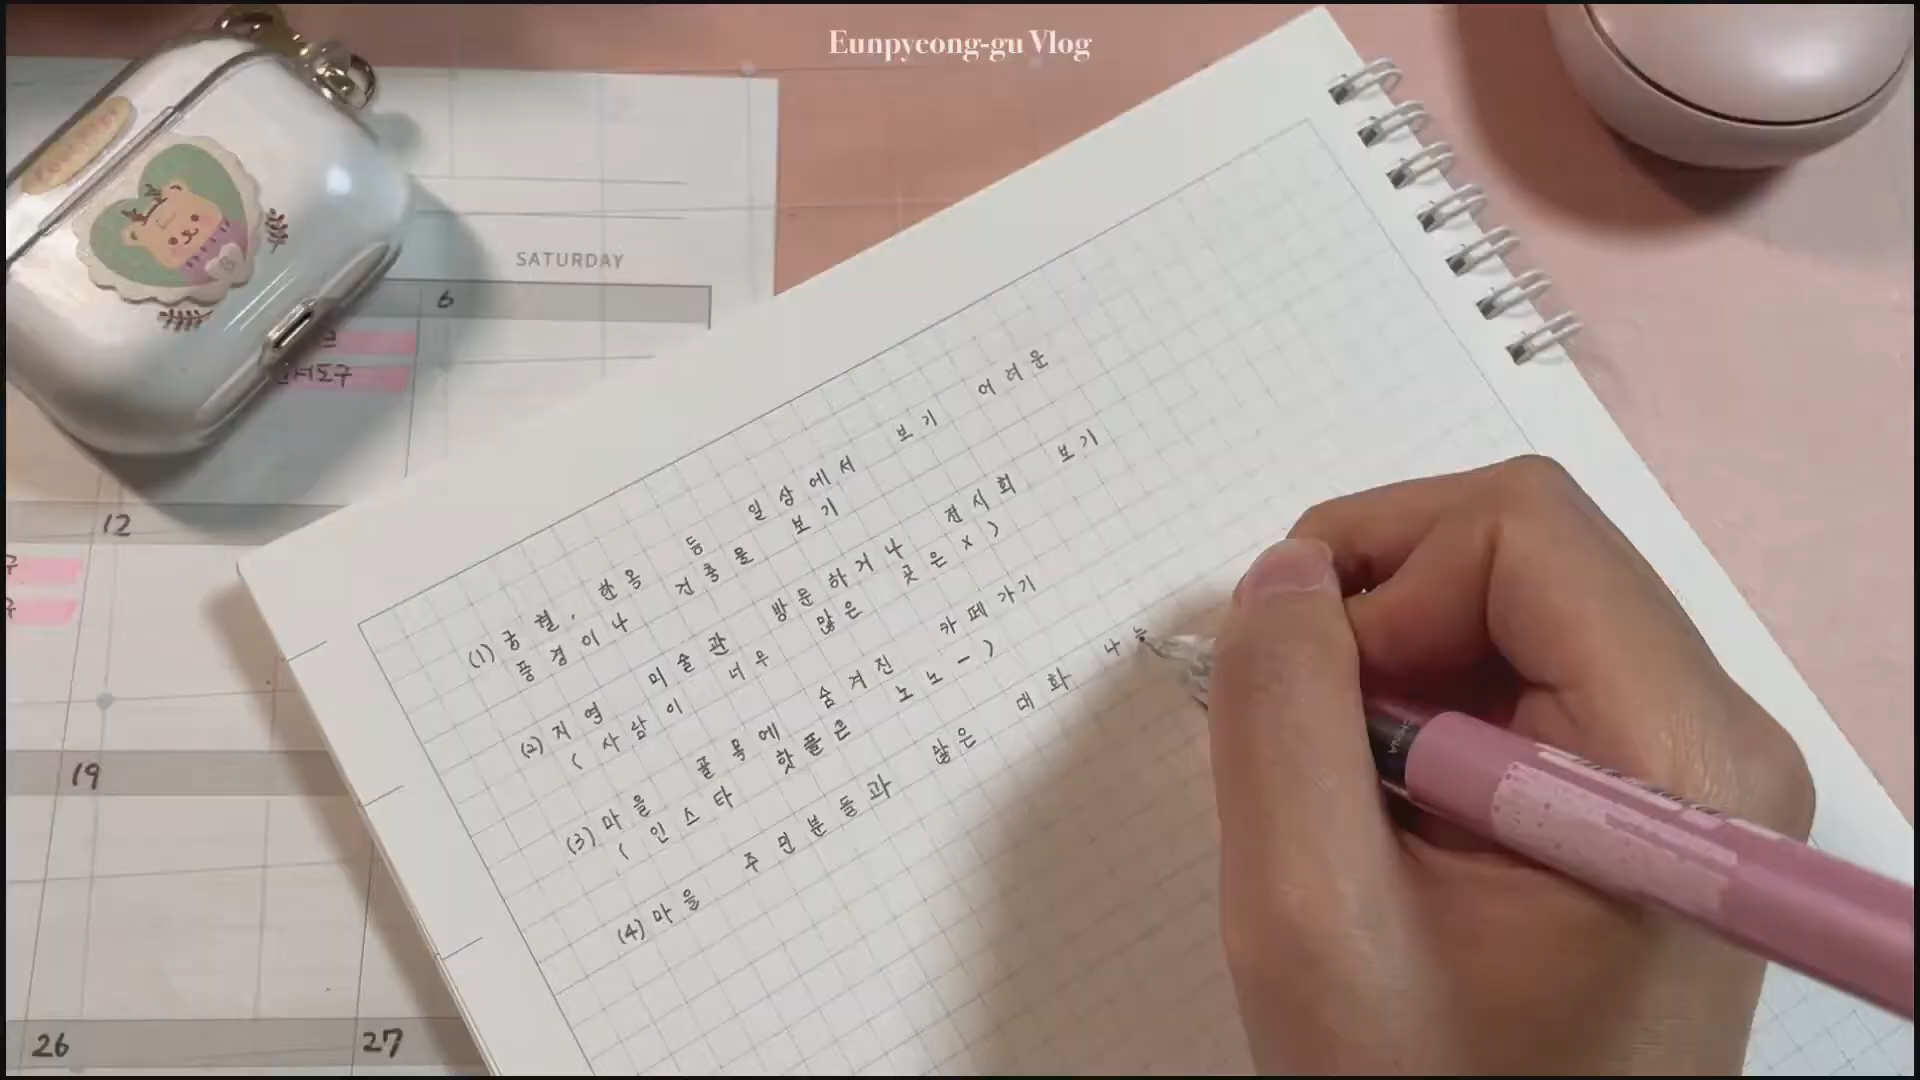 Eunpyeong-gu Vlog
SATURDAY
6
서도구
12
19
26
27
(1) 궁궐, 한옥 등 일상에서 보기 어려운
풍경이나 건축물 보기
(2) 지역 미술관 방문하거나 전시회 보기
( 사람이 너무 많은 곳은 x )
(3) 마을 골목에 숨겨진 카페가기
( 인스타 핫플은 노노- )
(4) 마을 주민분들과 많은 대화 나누